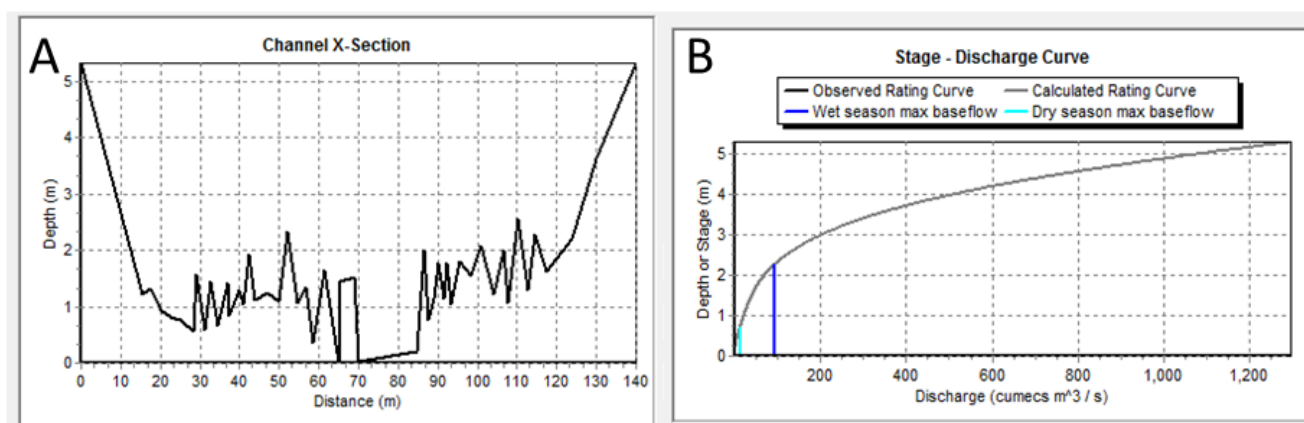 A
Channel X-Section
Depth (m)
5
4
3
2
1
0
0 10 20 30 40 50 60 70 80 90 100 110 120 130 140
Distance (m)
B
Stage - Discharge Curve
Observed Rating Curve Calculated Rating Curve
Wet season max baseflow Dry season max baseflow
Depth or Stage (m)
5
4
3
2
1
0
200 400 600 800 1,000 1,200
Discharge (cumecs m^3 / s)